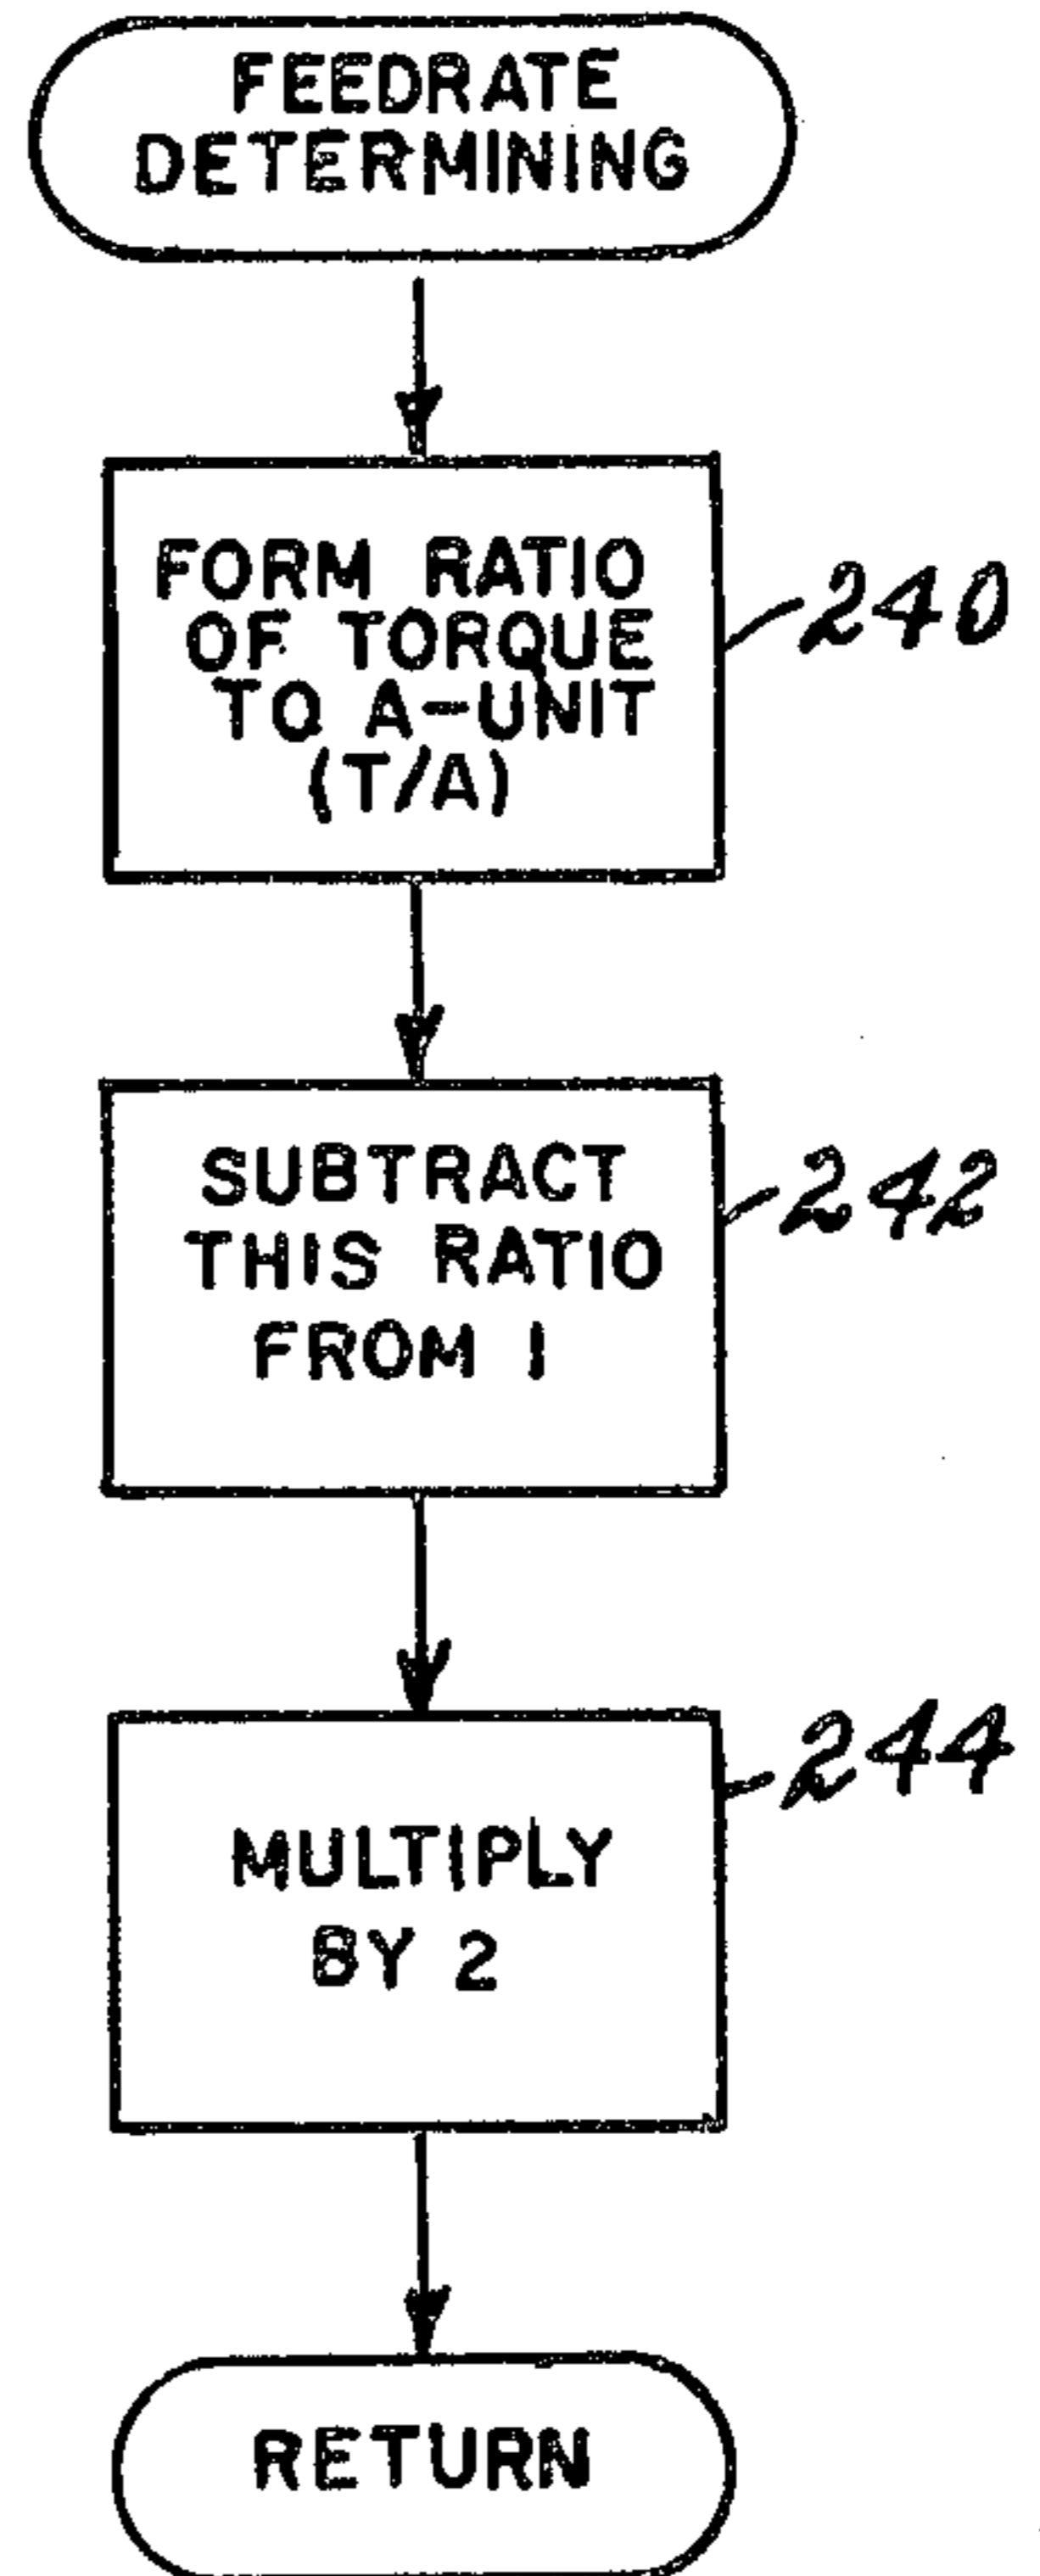 FEEDRATE
DETERMINING
FORM RATIO
OF TORQUE
TO A-UNIT
(T/A)
240
SUBTRACT
THIS RATIO
FROM 1
242
MULTIPLY
BY 2
244
RETURN